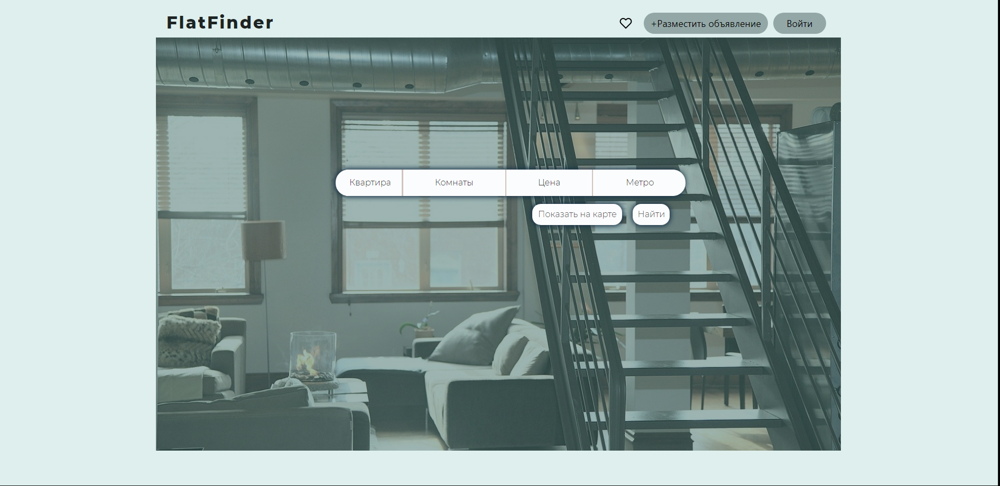 FlatFinder
+Разместить объявление
Войти
Квартира
Комнаты
Цена
Метро
Показать на карте
Найти